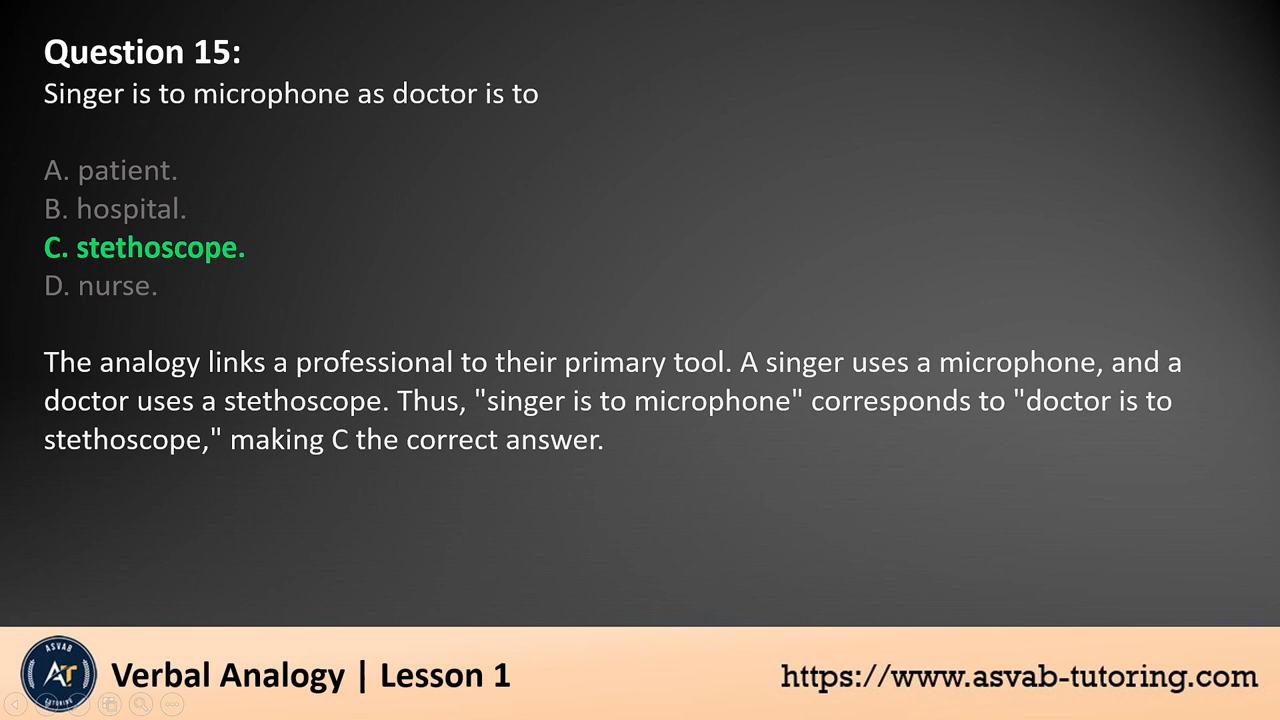 Question 15:
Singer is to microphone as doctor is to
A. patient.
B. hospital.
C. stethoscope.
D. nurse.
The analogy links a professional to their primary tool. A singer uses a microphone, and a
doctor uses a stethoscope. Thus, "singer is to microphone" corresponds to "doctor is to
stethoscope," making C the correct answer.
ASVAB
AT
TUTORING
Verbal Analogy | Lesson 1
https://www.asvab-tutoring.com